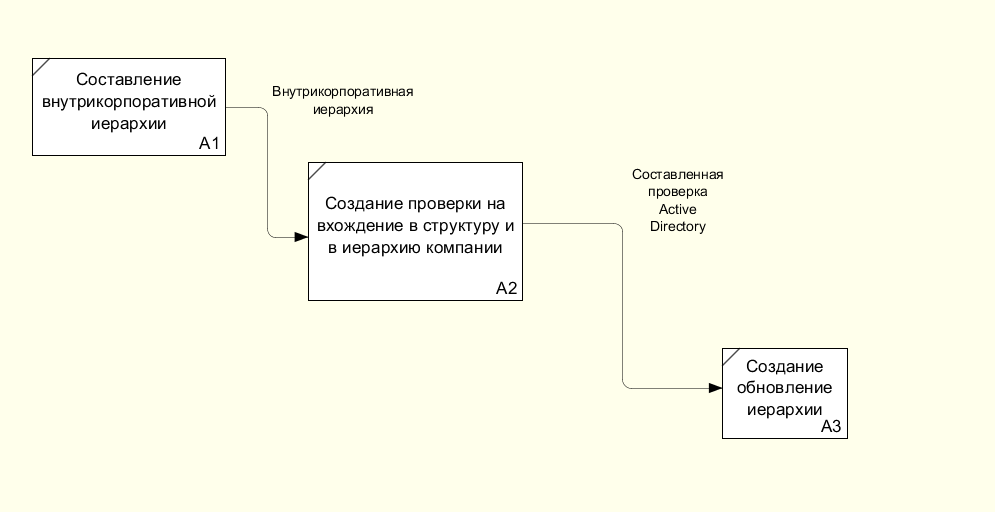 Составление
внутрикорпоративной
иерархии
A1
Внутрикорпоративная
иерархия
Создание проверки на
вхождение в структуру и
в иерархию компании
A2
Составленная
проверка
Active
Directory
Создание
обновление
иерархии
A3